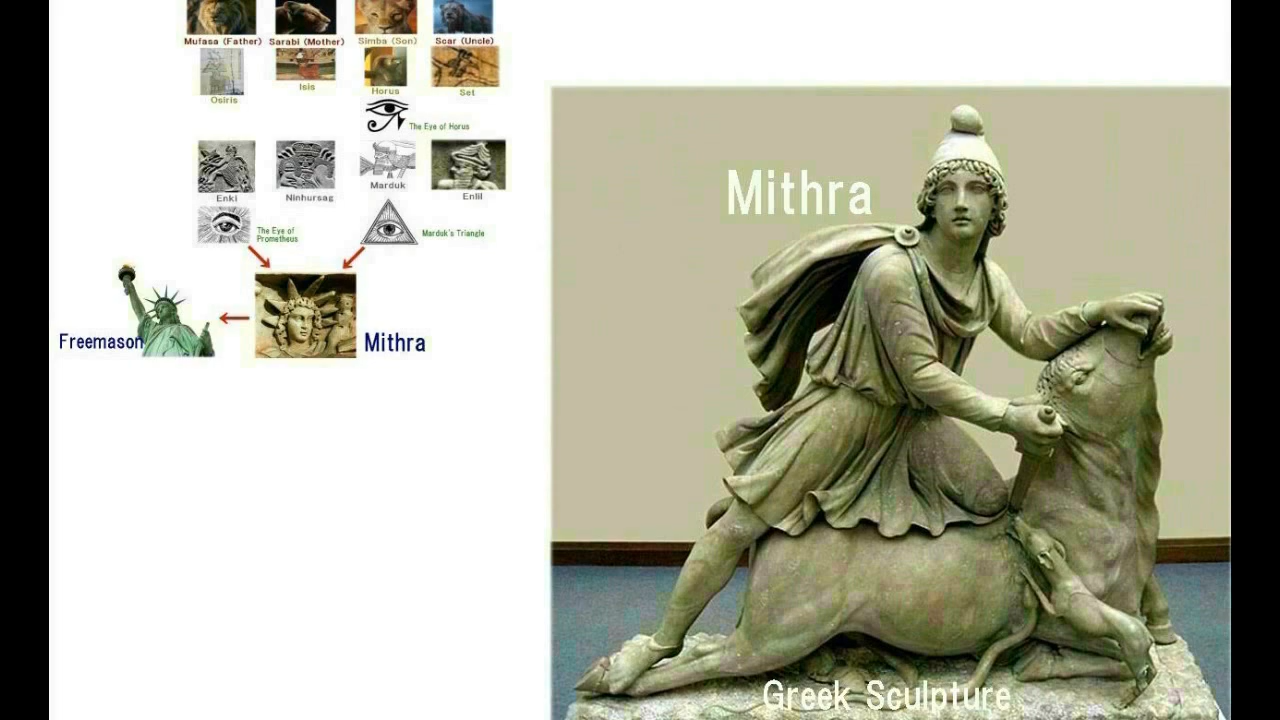 Mufasa (Father) Sarabi (Mother) Simba (Son) Scar (Uncle)
Osiris Isis Horus Set
The Eye of Horus
Enki Ninhursag Marduk Enlil
The Eye of
Prometheus
Marduk's Triangle
Freemason
Mithra
Mithra
Greek Sculpture